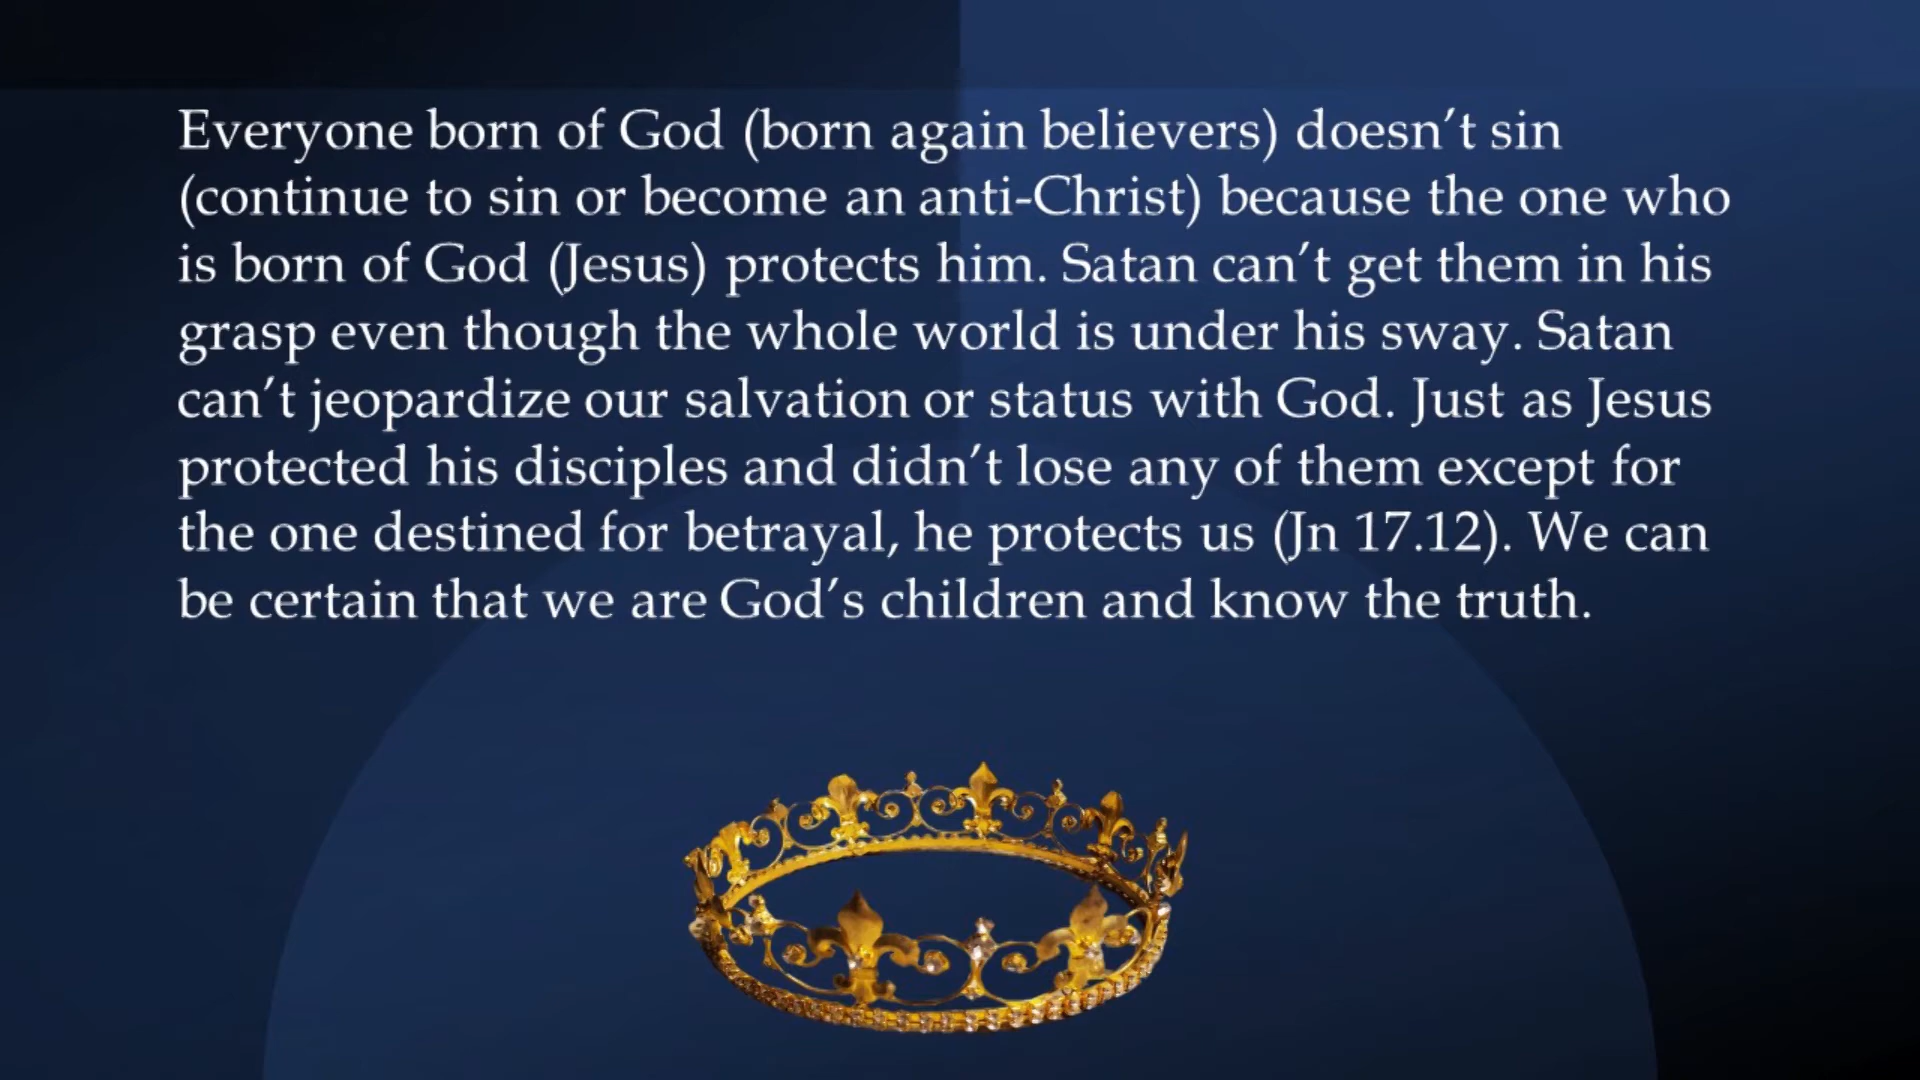 Everyone born of God (born again believers) doesn’t sin
(continue to sin or become an anti-Christ) because the one who
is born of God (Jesus) protects him. Satan can’t get them in his
grasp even though the whole world is under his sway. Satan
can’t jeopardize our salvation or status with God. Just as Jesus
protected his disciples and didn’t lose any of them except for
the one destined for betrayal, he protects us (Jn 17.12). We can
be certain that we are God’s children and know the truth.